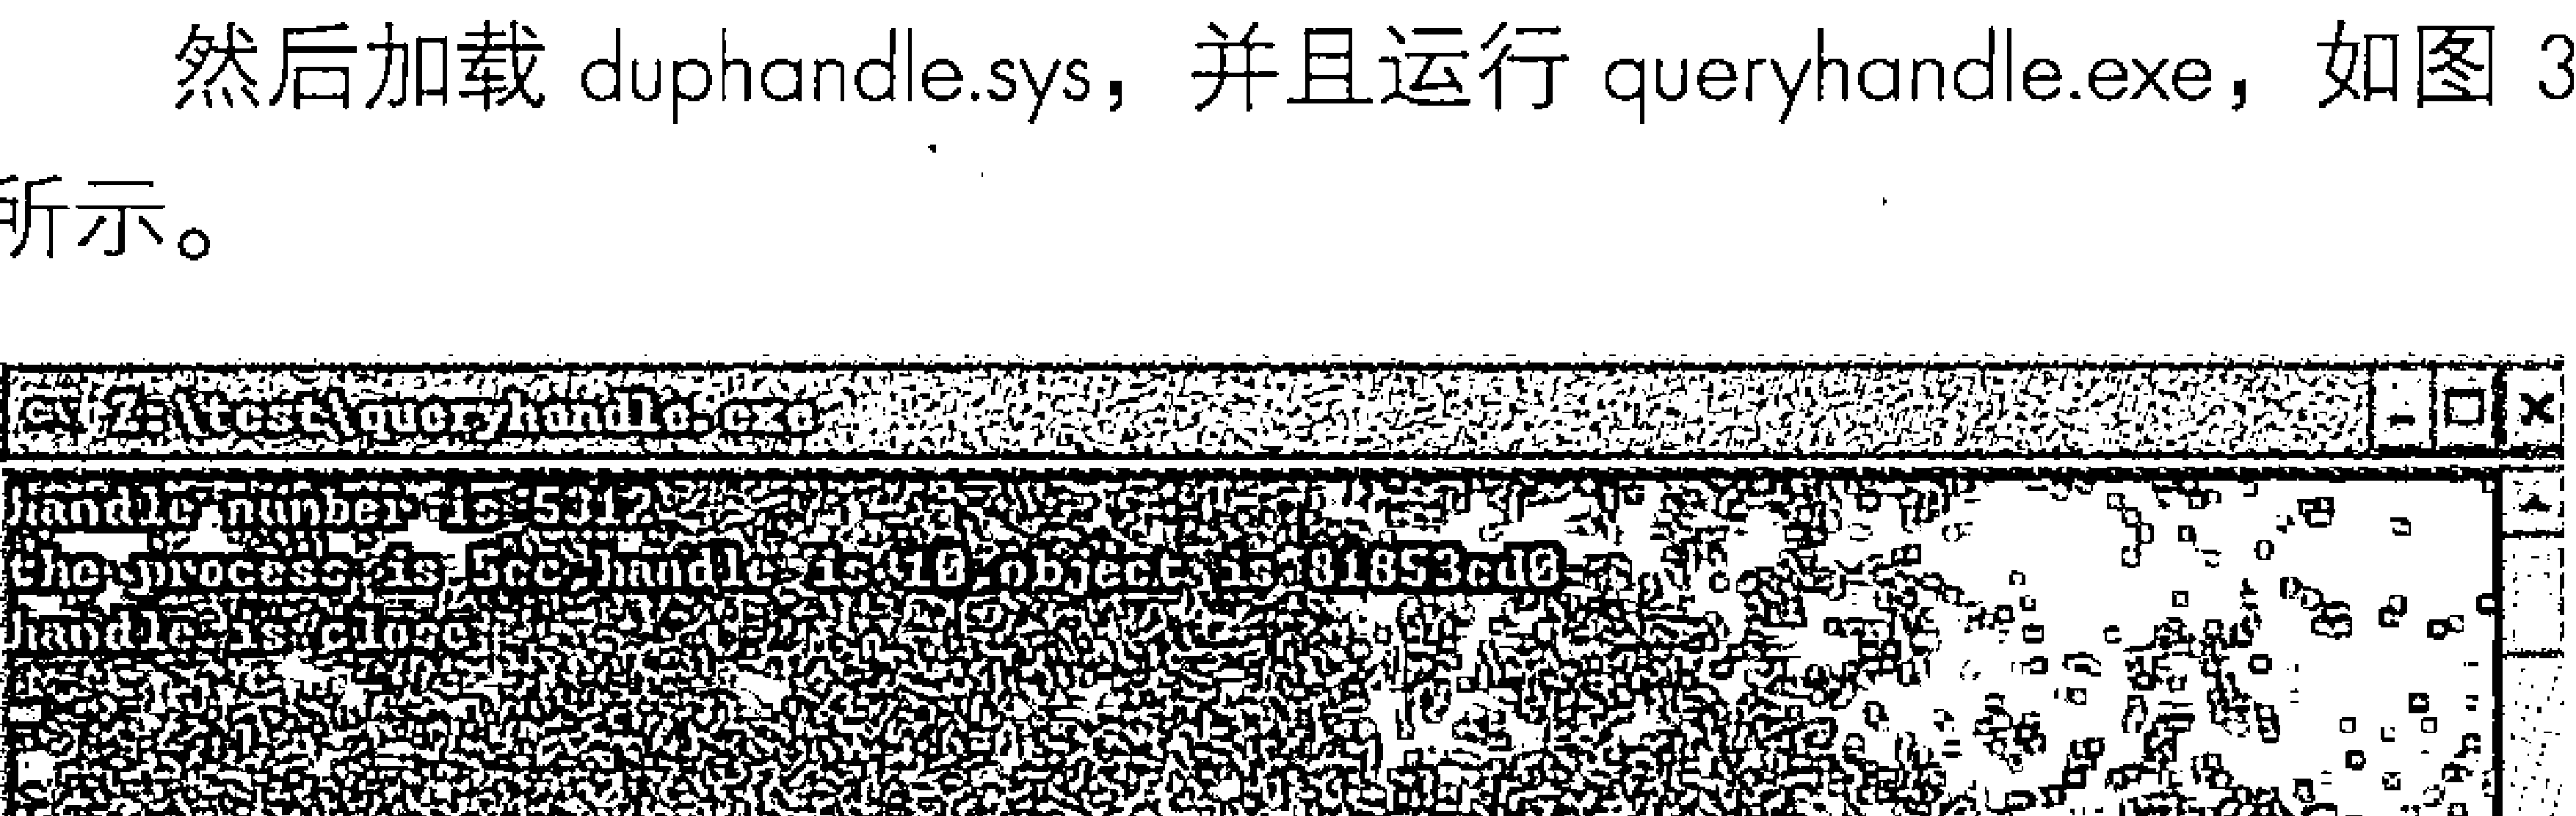 然后加载 duphandle.sys，并且运行 queryhandle.exe，如图 3
所示。
Z:\test\queryhandle.exe
handle number is 5312
the process is 5cc handle is 10 object is 81853cd0
handle is close